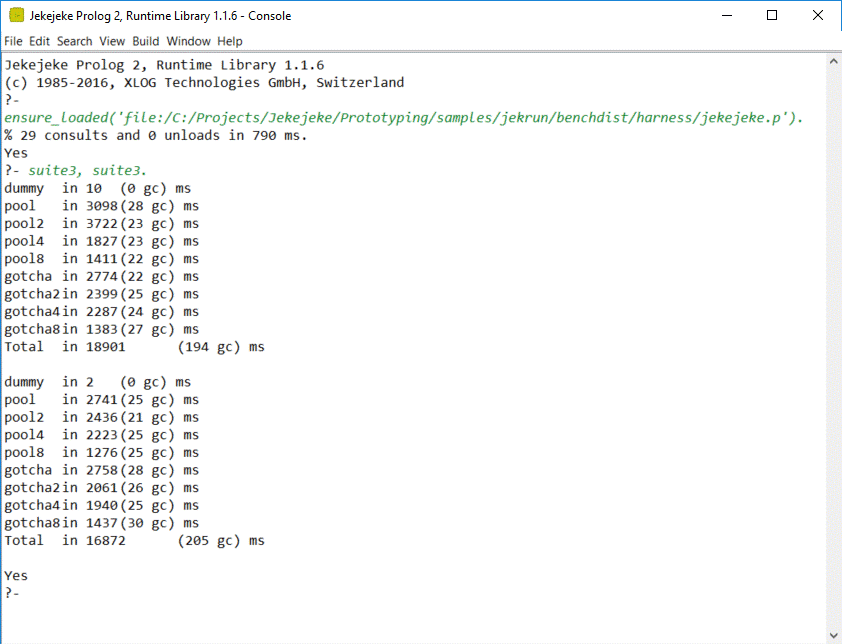 Jekejeke Prolog 2, Runtime Library 1.1.6 - Console
File Edit Search View Build Window Help
Jekejeke Prolog 2, Runtime Library 1.1.6
(c) 1985-2016, XLOG Technologies GmbH, Switzerland
?-
ensure_loaded('file:/C:/Projects/Jekejeke/Prototyping/samples/jekrun/benchdist/harness/jekejeke.p').
% 29 consults and 0 unloads in 790 ms.
Yes
?- suite3, suite3.
dummy in 10 (0 gc) ms
pool in 3098(28 gc) ms
pool2 in 3722(23 gc) ms
pool4 in 1827(23 gc) ms
pool8 in 1411(22 gc) ms
gotcha in 2774(22 gc) ms
gotcha2in 2399(25 gc) ms
gotcha4in 2287(24 gc) ms
gotcha8in 1383(27 gc) ms
Total in 18901 (194 gc) ms
dummy in 2 (0 gc) ms
pool in 2741(25 gc) ms
pool2 in 2436(21 gc) ms
pool4 in 2223(25 gc) ms
pool8 in 1276(25 gc) ms
gotcha in 2758(28 gc) ms
gotcha2in 2061(26 gc) ms
gotcha4in 1940(25 gc) ms
gotcha8in 1437(30 gc) ms
Total in 16872 (205 gc) ms
Yes
?-